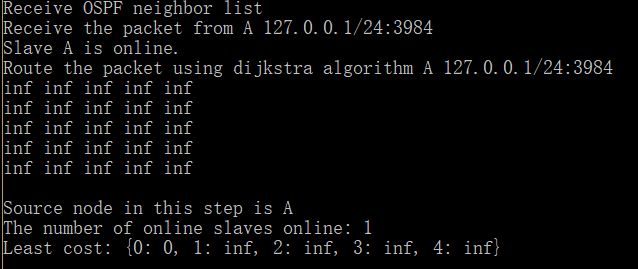 Receive OSPF neighbor list
Receive the packet from A 127.0.0.1/24:3984
Slave A is online.
Route the packet using dijkstra algorithm A 127.0.0.1/24:3984
inf inf inf inf inf
inf inf inf inf inf
inf inf inf inf inf
inf inf inf inf inf
inf inf inf inf inf
Source node in this step is A
The number of online slaves online: 1
Least cost: {0: 0, 1: inf, 2: inf, 3: inf, 4: inf}